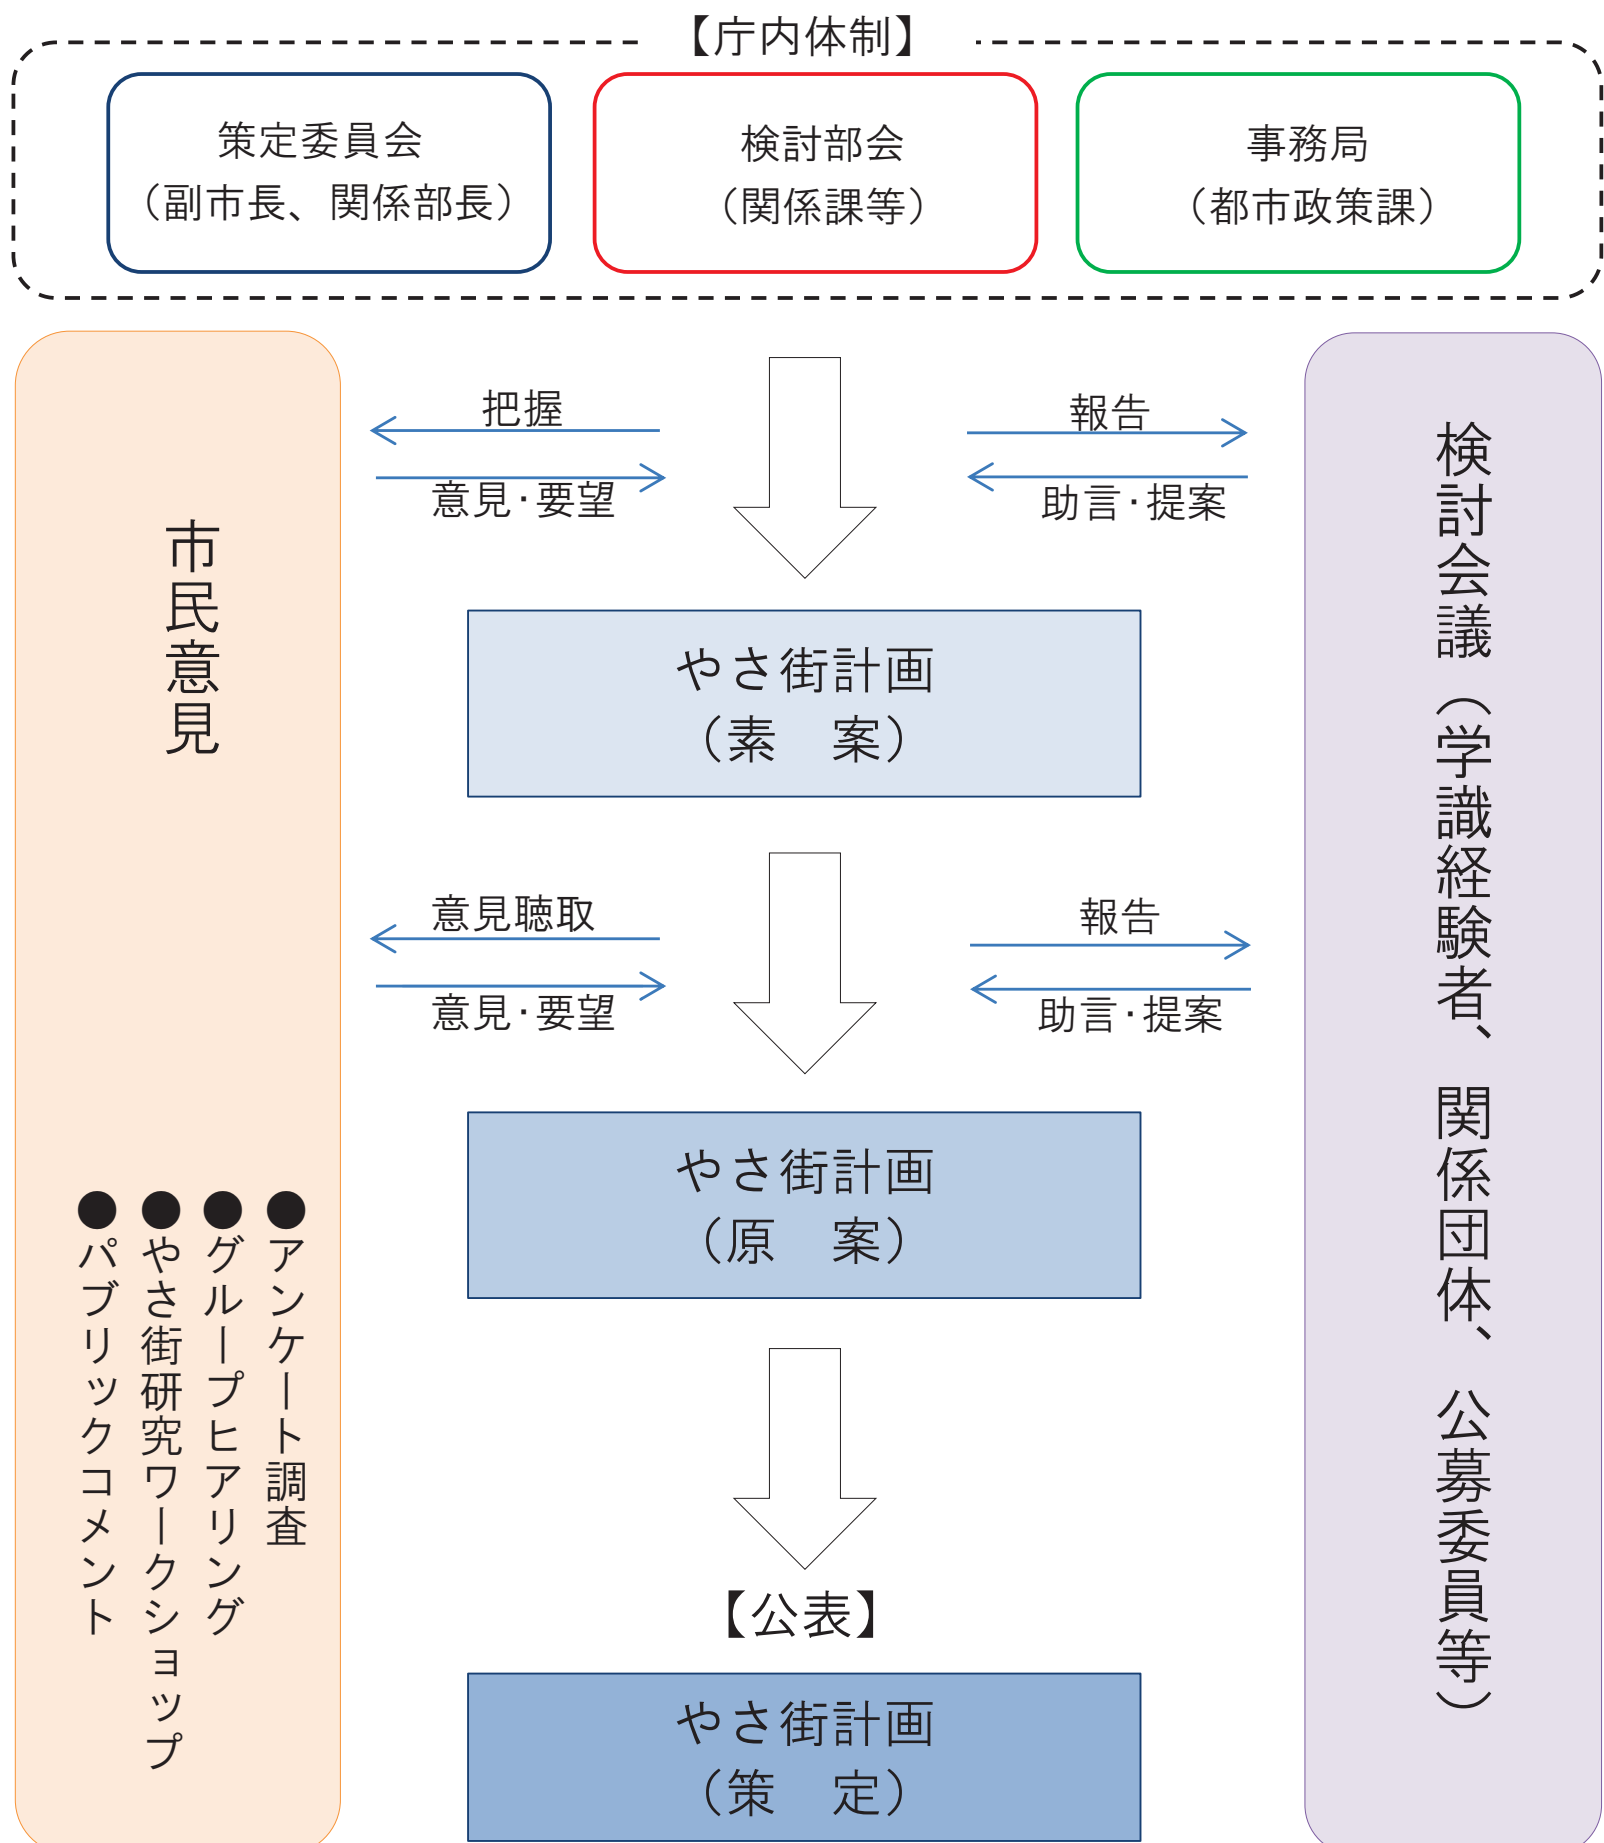 【庁内体制】
策定委員会
（副市長、関係部長）
検討部会
（関係課等）
事務局
（都市政策課）
把握
意見・要望
報告
助言・提案
市民意見
●アンケート調査
●グループヒアリング
●やさ街研究ワークショップ
●パブリックコメント
検討会議（学識経験者、関係団体、公募委員等）
やさ街計画
（素　案）
意見聴取
意見・要望
報告
助言・提案
やさ街計画
（原　案）
【公表】
やさ街計画
（策　定）